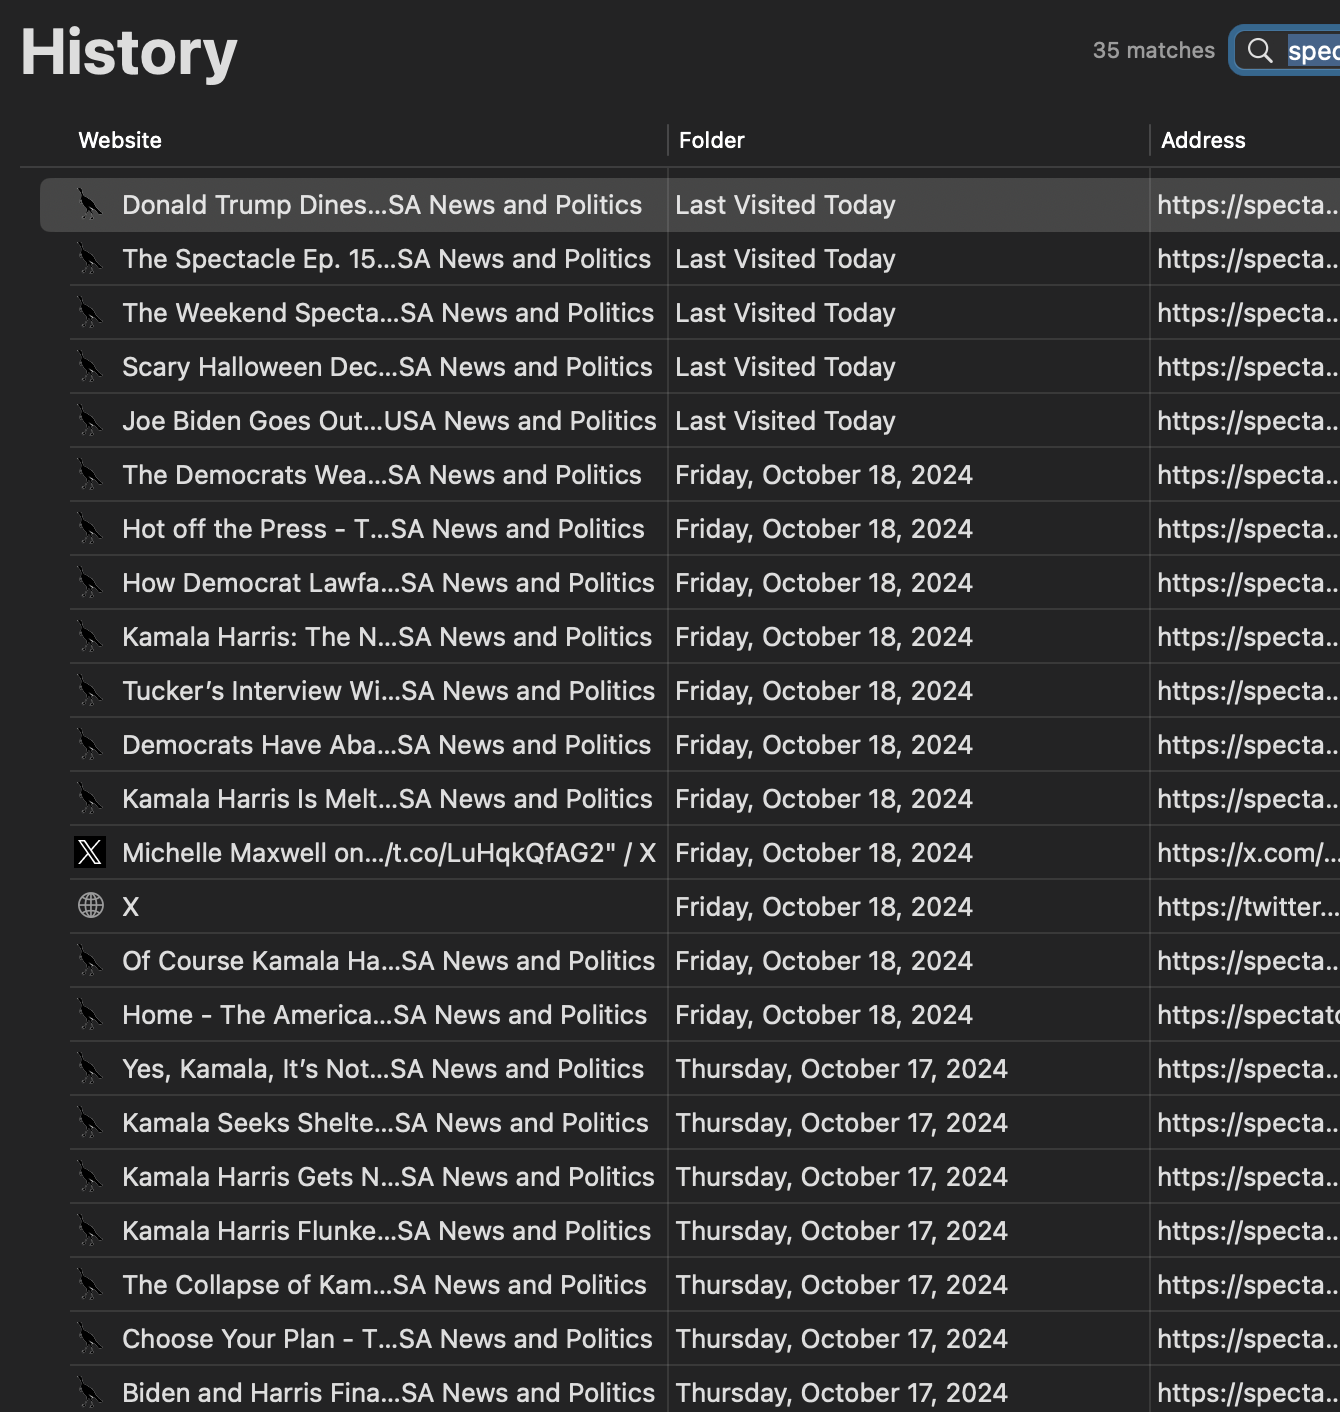 History
35 matches
spec
Website Folder Address
Donald Trump Dines...SA News and Politics Last Visited Today https://specta...
The Spectacle Ep. 15...SA News and Politics Last Visited Today https://specta...
The Weekend Specta...SA News and Politics Last Visited Today https://specta...
Scary Halloween Dec...SA News and Politics Last Visited Today https://specta...
Joe Biden Goes Out...USA News and Politics Last Visited Today https://specta...
The Democrats Wea...SA News and Politics Friday, October 18, 2024 https://specta...
Hot off the Press - T...SA News and Politics Friday, October 18, 2024 https://specta...
How Democrat Lawfa...SA News and Politics Friday, October 18, 2024 https://specta...
Kamala Harris: The N...SA News and Politics Friday, October 18, 2024 https://specta...
Tucker’s Interview Wi...SA News and Politics Friday, October 18, 2024 https://specta...
Democrats Have Aba...SA News and Politics Friday, October 18, 2024 https://specta...
Kamala Harris Is Melt...SA News and Politics Friday, October 18, 2024 https://specta...
Michelle Maxwell on.../t.co/LuHqkQfAG2" / X Friday, October 18, 2024 https://x.com/...
X Friday, October 18, 2024 https://twitter...
Of Course Kamala Ha...SA News and Politics Friday, October 18, 2024 https://specta...
Home - The America...SA News and Politics Friday, October 18, 2024 https://spectato
Yes, Kamala, It’s Not...SA News and Politics Thursday, October 17, 2024 https://specta...
Kamala Seeks Shelte...SA News and Politics Thursday, October 17, 2024 https://specta...
Kamala Harris Gets N...SA News and Politics Thursday, October 17, 2024 https://specta...
Kamala Harris Flunke...SA News and Politics Thursday, October 17, 2024 https://specta...
The Collapse of Kam...SA News and Politics Thursday, October 17, 2024 https://specta...
Choose Your Plan - T...SA News and Politics Thursday, October 17, 2024 https://specta...
Biden and Harris Fina...SA News and Politics Thursday, October 17, 2024 https://specta...